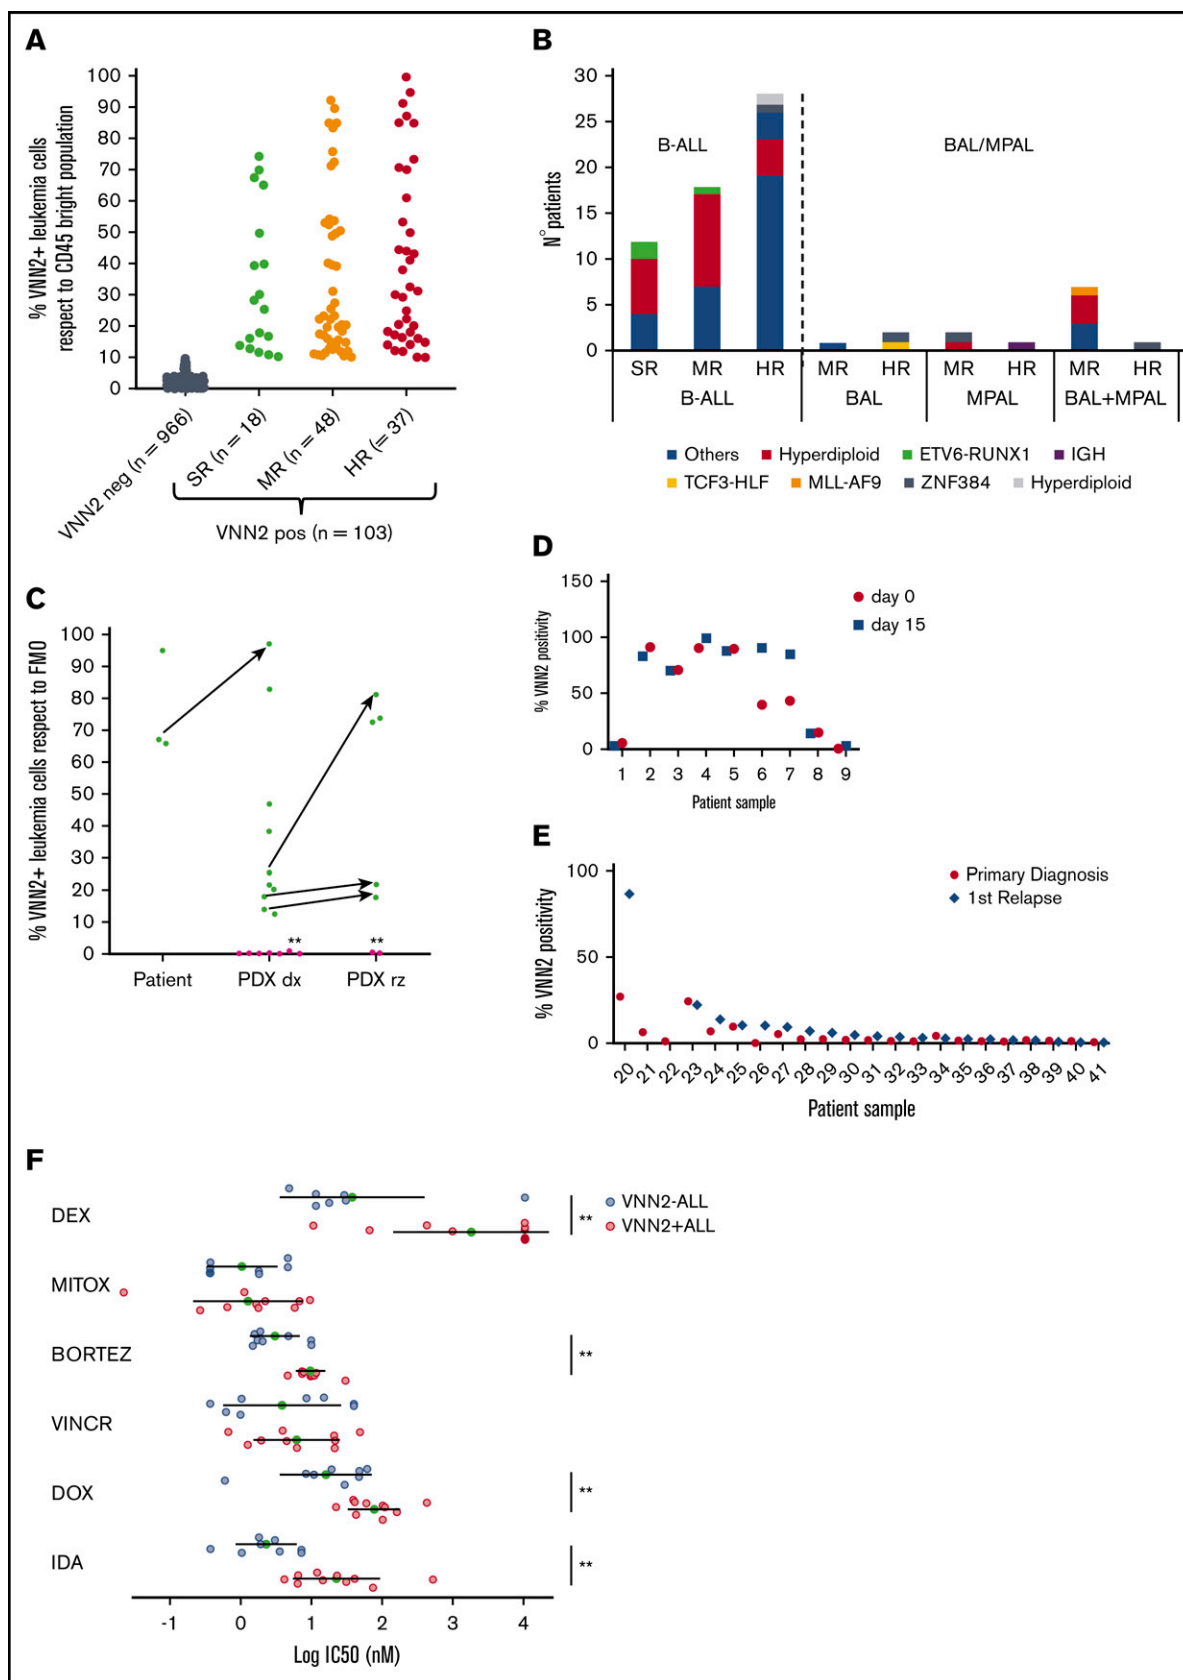 A
% VNN2+ leukemia cells
respect to CD45 bright population
100
90
80
70
60
50
40
30
20
10
0
VNN2 neg (n = 966)
SR (n = 18)
MR (n = 48)
HR (= 37)
VNN2 pos (n = 103)
B
N° patients
30
25
20
15
10
5
0
B-ALL
BAL/MPAL
SR MR HR MR HR MR HR MR HR
B-ALL BAL MPAL BAL+MPAL
Others Hyperdiploid ETV6-RUNX1 IGH
TCF3-HLF MLL-AF9 ZNF384 Hyperdiploid
C
% VNN2+ leukemia cells respect to FMO
100
90
80
70
60
50
40
30
20
10
0
** **
Patient PDX dx PDX rz
D
% VNN2 positivity
150
100
50
0
day 0
day 15
1 2 3 4 5 6 7 8 9
Patient sample
E
% VNN2 positivity
100
50
0
Primary Diagnosis
1st Relapse
20 21 22 23 24 25 26 27 28 29 30 31 32 33 34 35 36 37 38 39 40 41
Patient sample
F
DEX
**
VNN2-ALL
VNN2+ALL
MITOX
BORTEZ
**
VINCR
DOX
**
IDA
**
-1 0 1 2 3 4
Log IC50 (nM)